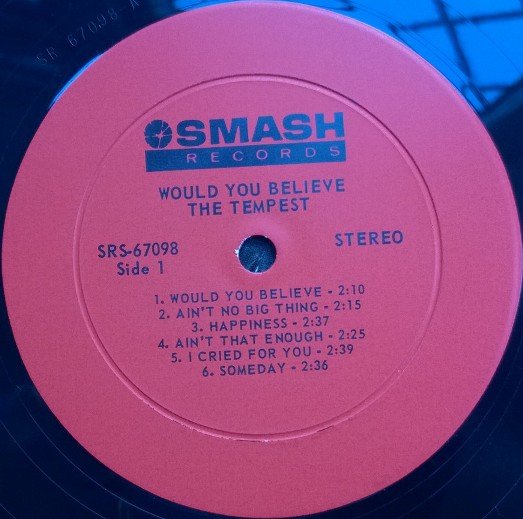 SR 67098-A
SMASH
RECORDS
WOULD YOU BELIEVE
THE TEMPEST
SRS-67098
Side 1
STEREO
1. WOULD YOU BELIEVE - 2:10
2. AIN'T NO BIG THING - 2:15
3. HAPPINESS - 2:37
4. AIN'T THAT ENOUGH - 2:25
5. I CRIED FOR YOU - 2:39
6. SOMEDAY - 2:36